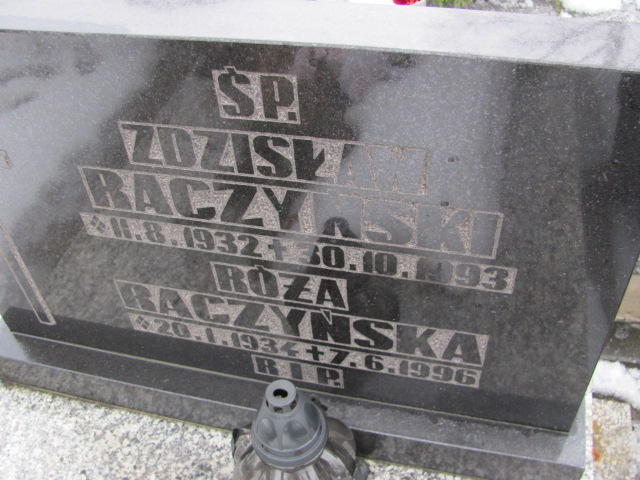 ŚP.
ZDZISŁAW
RACZYŃSKI
*11.8.1932 +30.10.1993
RÓŻA
RACZYŃSKA
*20.1.1934 +7.6.1996
R I P.